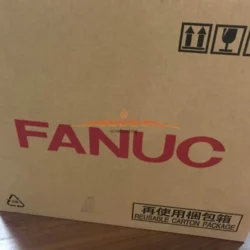 FANUC
再使用梱包箱
REUSABLE CARTON PACKAGE